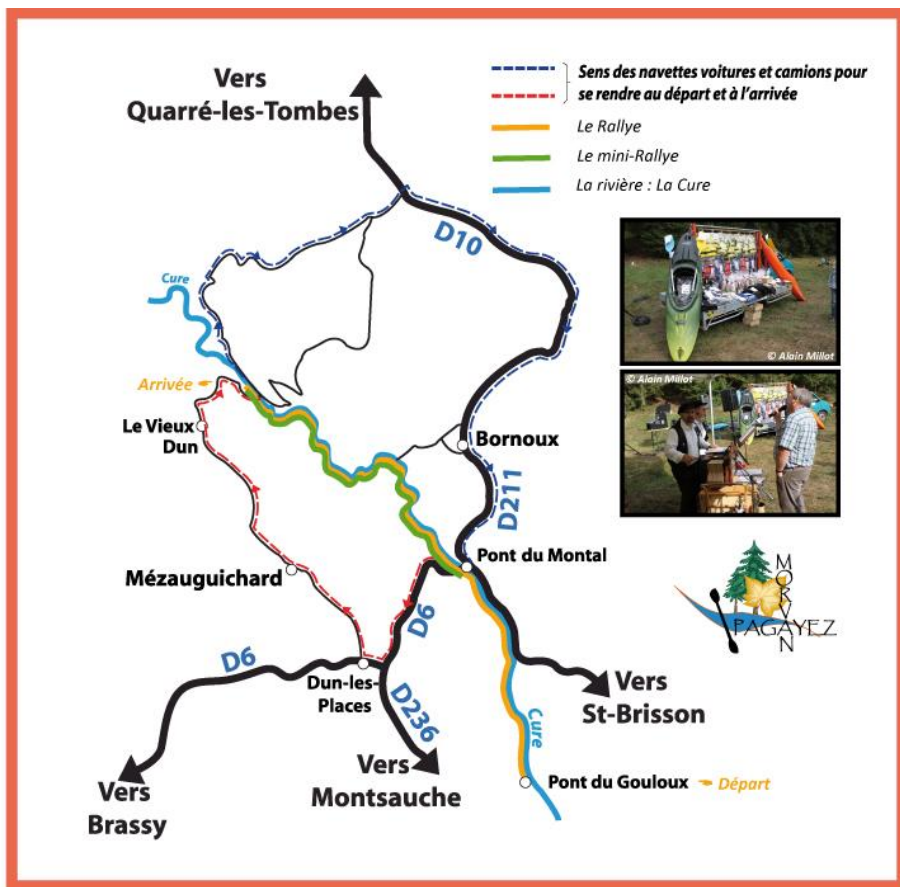 Vers
Quarré-les-Tombes
Sens des navettes voitures et camions pour
se rendre au départ et à l'arrivée
Le Rallye
Le mini-Rallye
La rivière : La Cure
D10
Cure
© Alain Millot
© Alain Millot
Arrivée
Le Vieux
Dun
Bornoux
D211
Pont du Montal
Mézauguichard
MORVAN
PAGAYEZ
D6
D6
Dun-les-
Places
D236
Vers
St-Brisson
Cure
Vers
Montsauche
Pont du Gouloux
Départ
Vers
Brassy